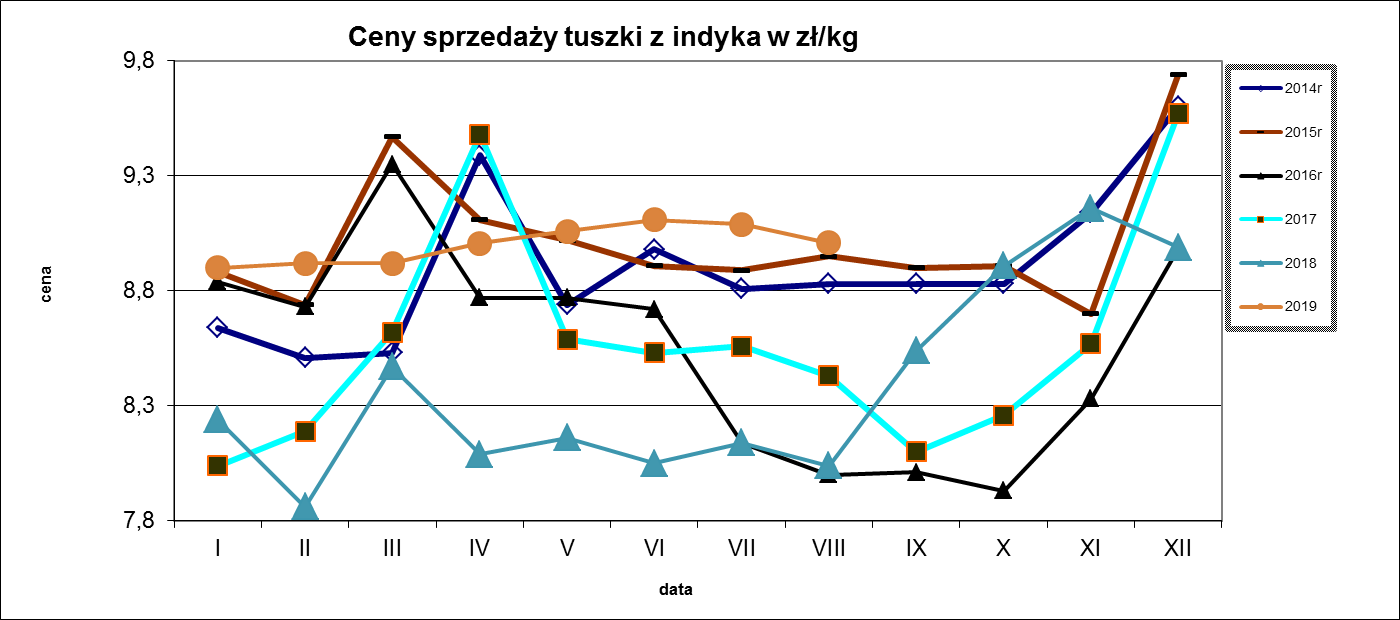 Ceny sprzedaży tuszki z indyka w zł/kg
9,8
9,3
8,8
8,3
7,8
cena
I II III IV V VI VII VIII IX X XI XII
data
2014r
2015r
2016r
2017
2018
2019